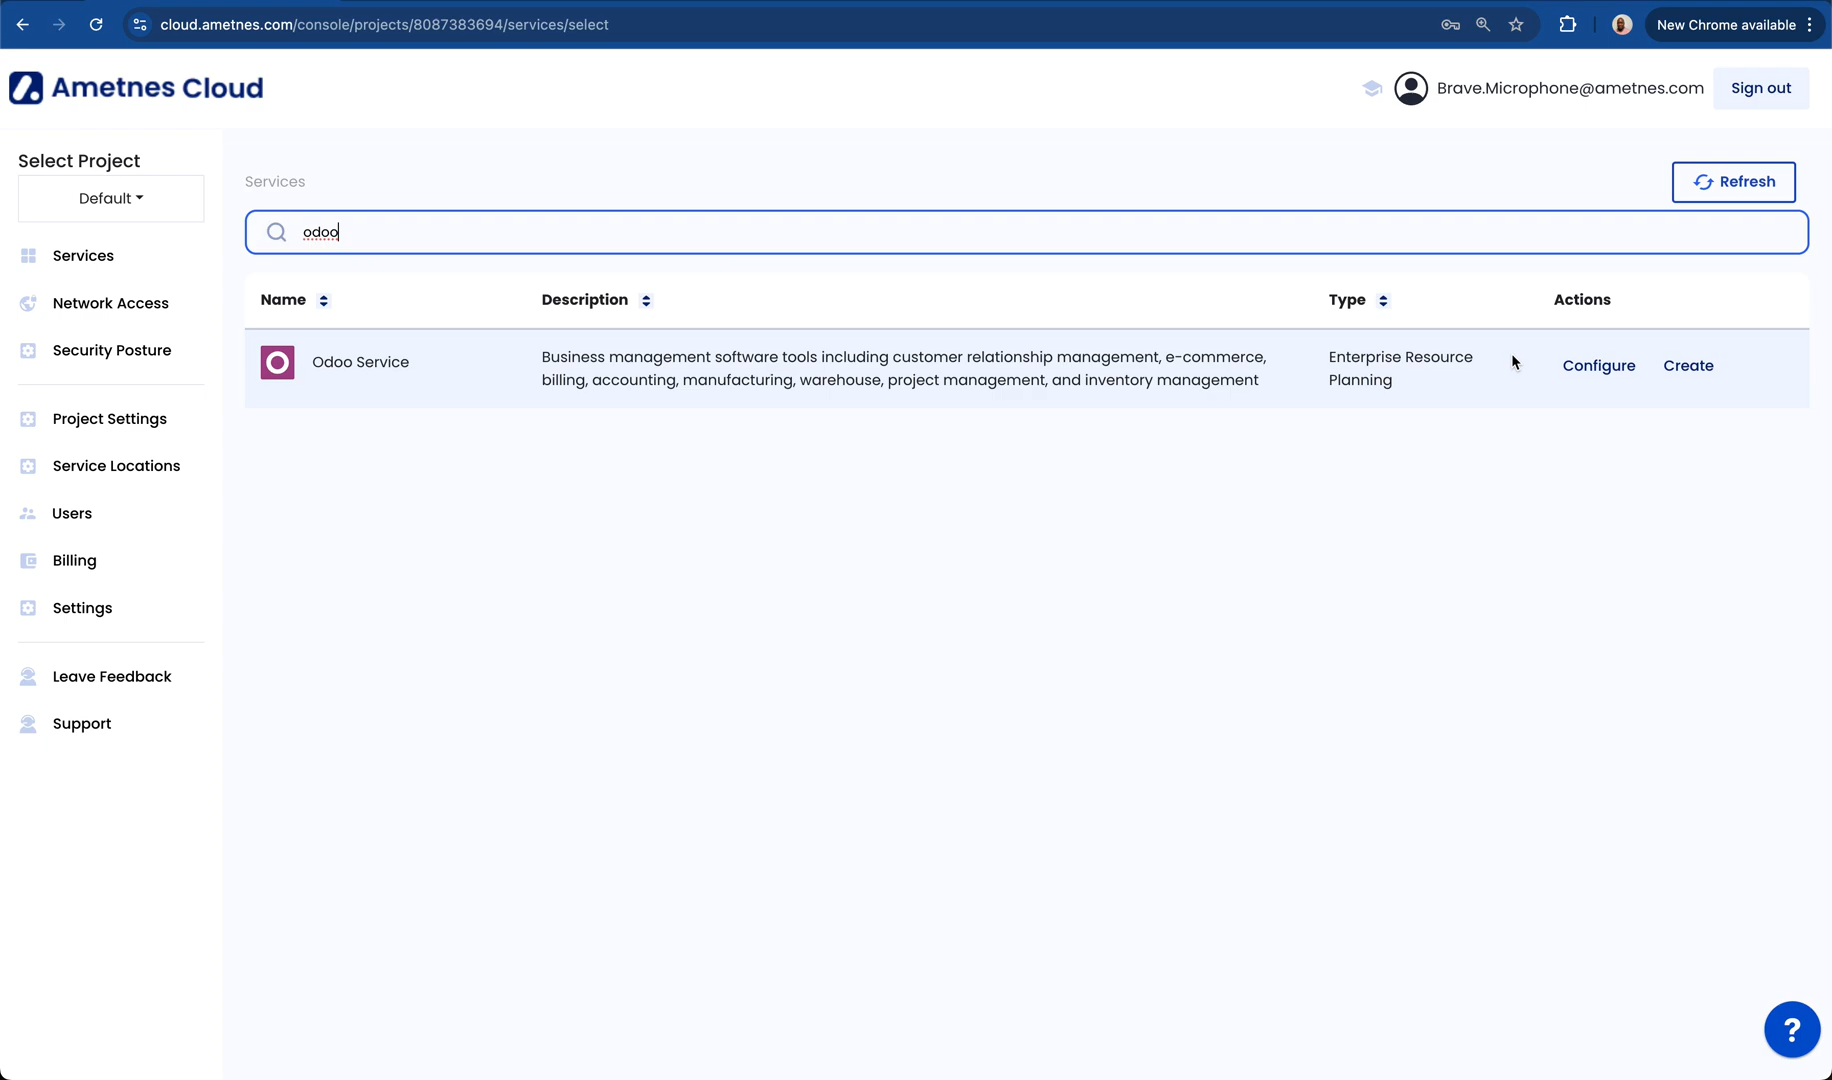 cloud.ametnes.com/console/projects/8087383694/services/select
New Chrome available
Ametnes Cloud
Brave.Microphone@ametnes.com
Sign out
Select Project
Default
Services
Network Access
Security Posture
Project Settings
Service Locations
Users
Billing
Settings
Leave Feedback
Support
Services
Refresh
odoo
Name
Description
Type
Actions
Odoo Service
Business management software tools including customer relationship management, e-commerce,
billing, accounting, manufacturing, warehouse, project management, and inventory management
Enterprise Resource
Planning
Configure
Create
?